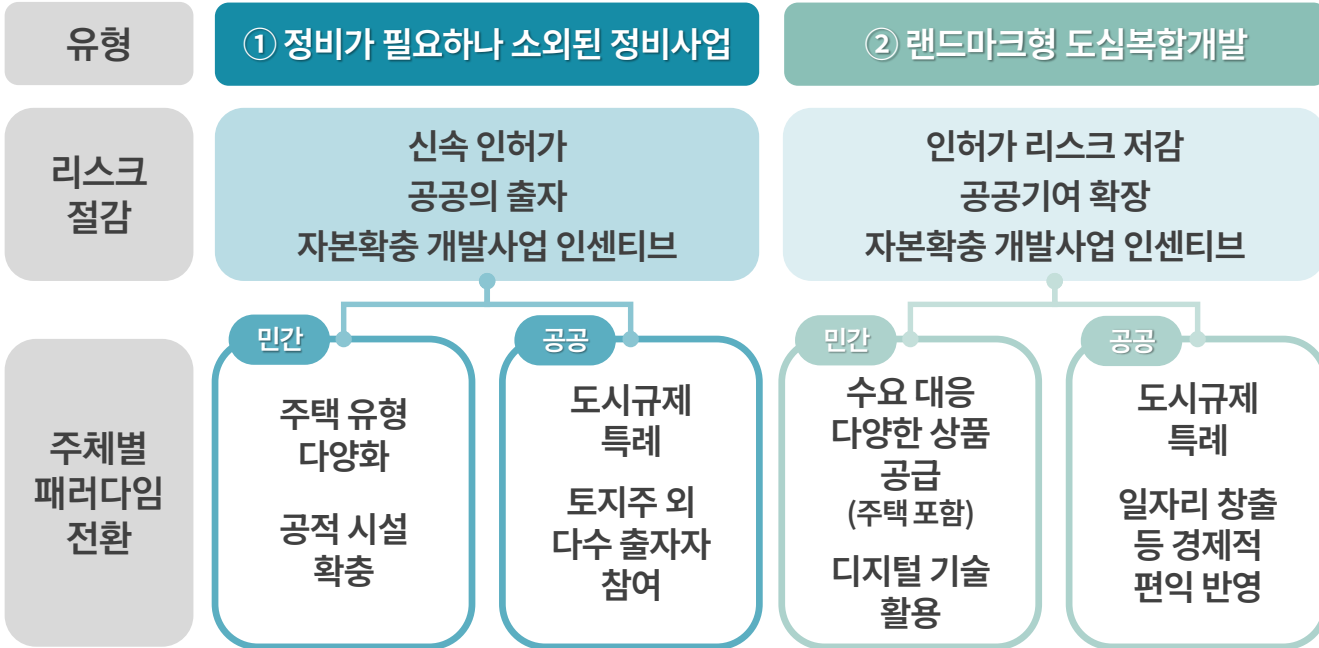 유형
① 정비가 필요하나 소외된 정비사업
② 랜드마크형 도심복합개발
리스크
절감
신속 인허가
공공의 출자
자본확충 개발사업 인센티브
인허가 리스크 저감
공공기여 확장
자본확충 개발사업 인센티브
주체별
패러다임
전환
민간
주택 유형
다양화
공적 시설
확충
공공
도시규제
특례
토지주 외
다수 출자자
참여
민간
수요 대응
다양한 상품
공급
(주택 포함)
디지털 기술
활용
공공
도시규제
특례
일자리 창출
등 경제적
편익 반영